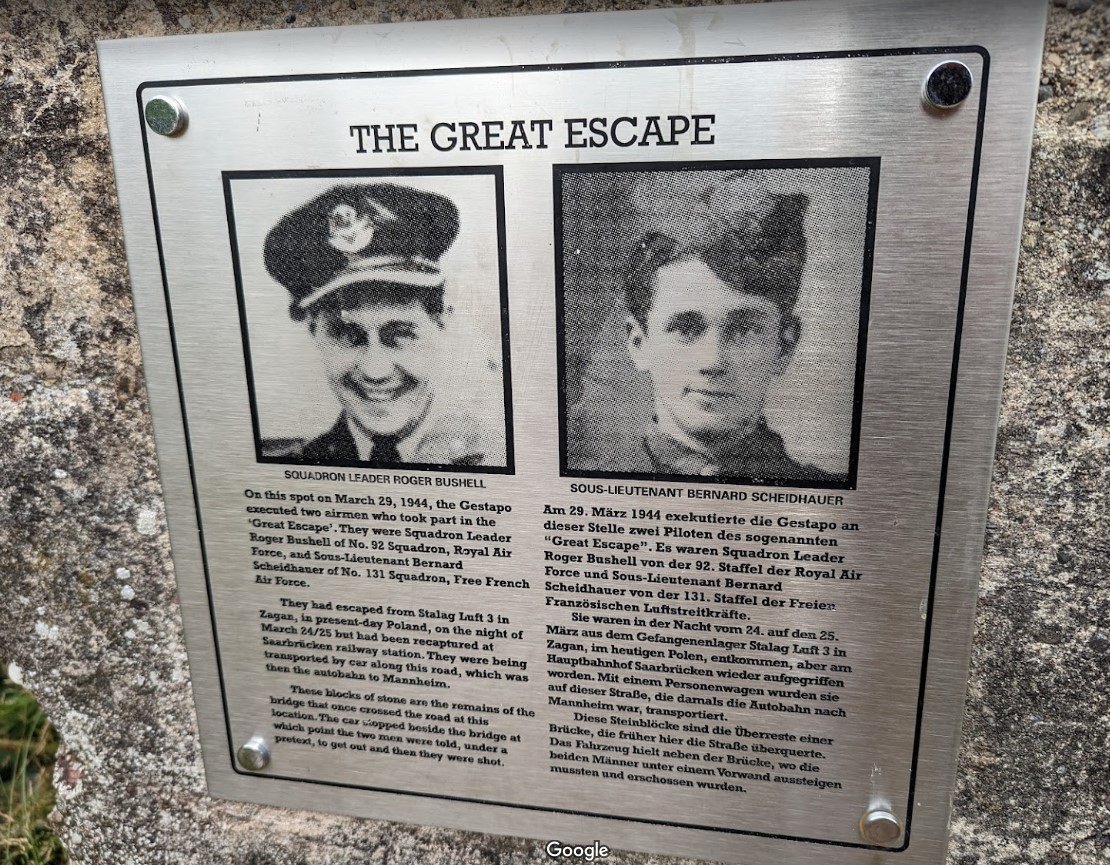 THE GREAT ESCAPE
SQUADRON LEADER ROGER BUSHELL
On this spot on March 29, 1944, the Gestapo
executed two airmen who took part in the
'Great Escape'. They were Squadron Leader
Roger Bushell of No. 92 Squadron, Royal Air
Force, and Sous-Lieutenant Bernard
Scheidhauer of No. 131 Squadron, Free French
Air Force.
They had escaped from Stalag Luft 3 in
Zagan, in present-day Poland, on the night of
March 24/25 but had been recaptured at
Saarbrücken railway station. They were being
transported by car along this road, which was
then the autobahn to Mannheim.
These blocks of stone are the remains of the
bridge that once crossed the road at this
location. The car stopped beside the bridge at
which point the two men were told, under a
pretext, to get out and then they were shot.
SOUS-LIEUTENANT BERNARD SCHEIDHAUER
Am 29. März 1944 exekutierte die Gestapo an
dieser Stelle zwei Piloten des sogenannten
"Great Escape". Es waren Squadron Leader
Roger Bushell von der 92. Staffel der Royal Air
Force und Sous-Lieutenant Bernard
Scheidhauer von der 131. Staffel der Freien
Französischen Luftstreitkräfte.
Sie waren in der Nacht vom 24. auf den 25.
März aus dem Gefangenenlager Stalag Luft 3 in
Zagan, im heutigen Polen, entkommen, aber am
Hauptbahnhof Saarbrücken wieder aufgegriffen
worden. Mit einem Personenwagen wurden sie
auf dieser Straße, die damals die Autobahn nach
Mannheim war, transportiert.
Diese Steinblöcke sind die Überreste einer
Brücke, die früher hier die Straße überquerte.
Das Fahrzeug hielt neben der Brücke, wo die
beiden Männer unter einem Vorwand aussteigen
mussten und erschossen wurden.
Google